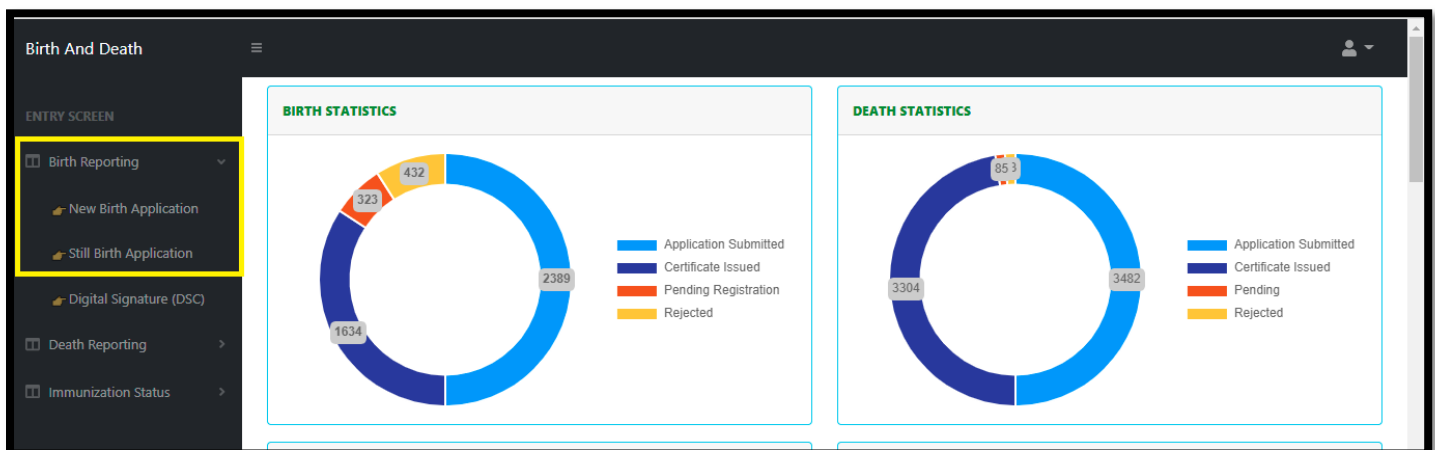 Birth And Death
ENTRY SCREEN
Birth Reporting
New Birth Application
Still Birth Application
Digital Signature (DSC)
Death Reporting
Immunization Status
BIRTH STATISTICS
432
323
2389
1634
Application Submitted
Certificate Issued
Pending Registration
Rejected
DEATH STATISTICS
85
3482
3304
Application Submitted
Certificate Issued
Pending
Rejected